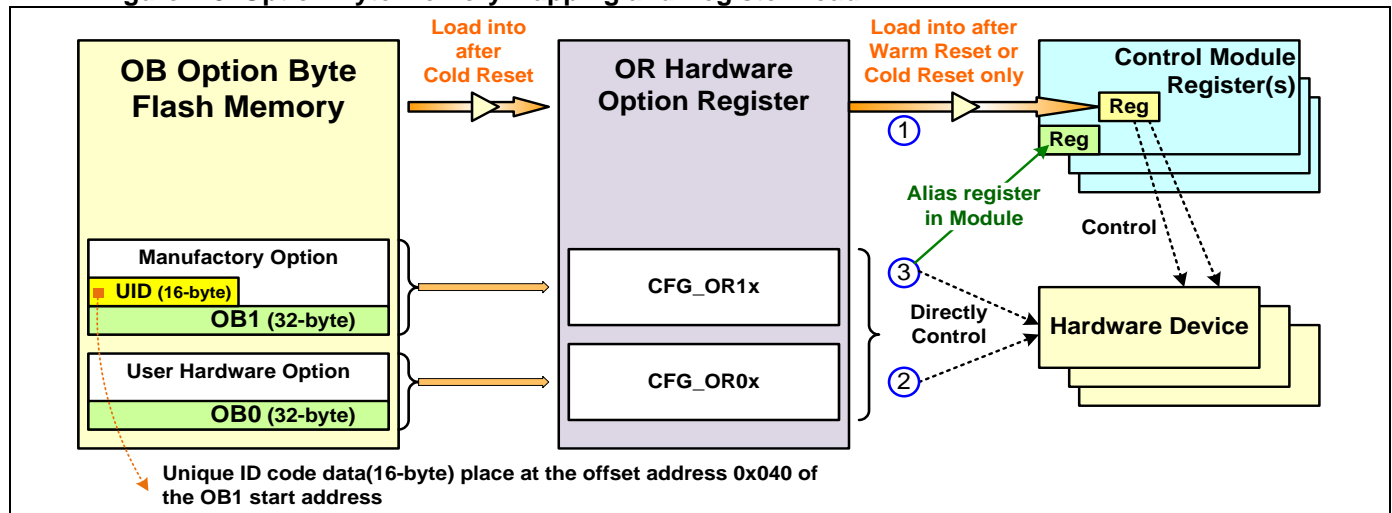 OB Option Byte
Flash Memory
Load into
after
Cold Reset
OR Hardware
Option Register
Load into after
Warm Reset or
Cold Reset only
Control Module
Register(s)
Reg
Reg
1
Alias register
in Module
Control
Manufactory Option
UID (16-byte)
OB1 (32-byte)
CFG_OR1x
3
Directly
Control
Hardware Device
User Hardware Option
OB0 (32-byte)
CFG_OR0x
2
Unique ID code data(16-byte) place at the offset address 0x040 of
the OB1 start address